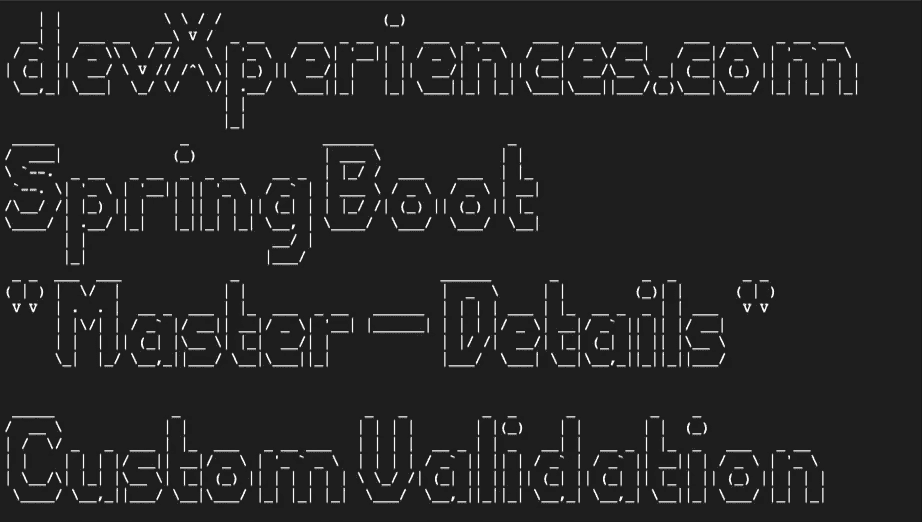 devXperiences.com
SpringBoot
"Master-Details"
Custom Validation